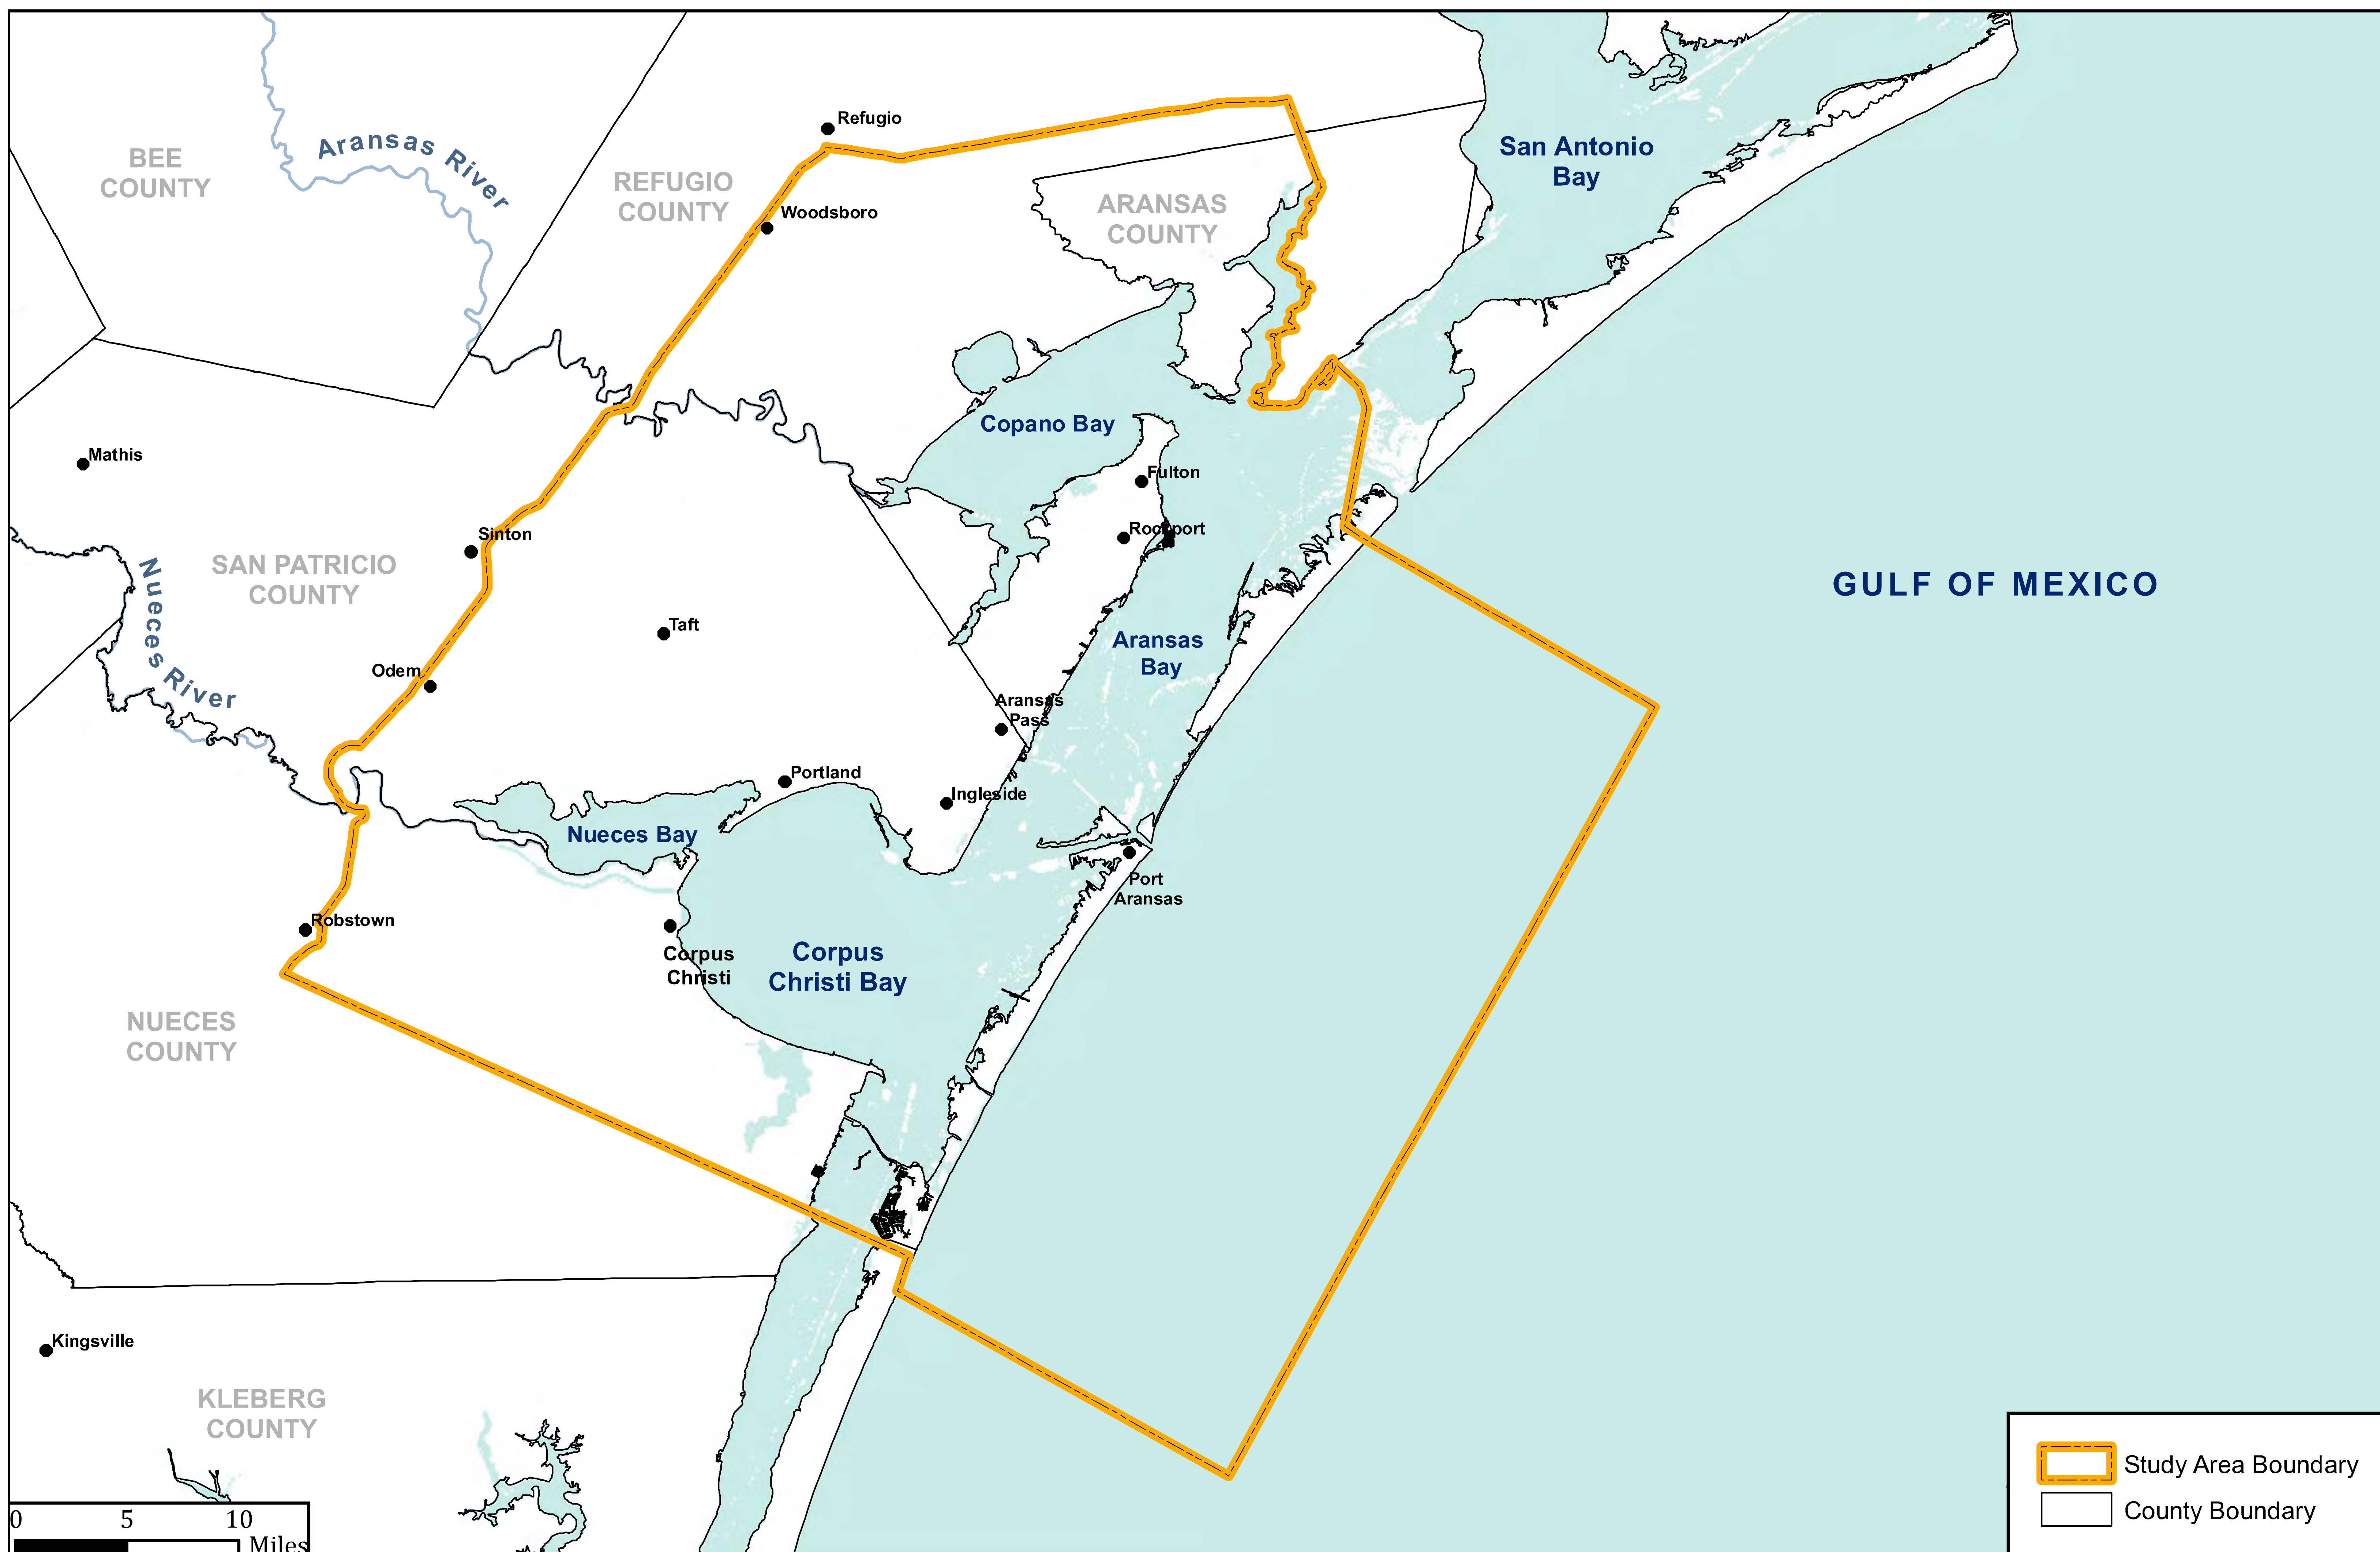 Refugio
Aransas River
BEE
COUNTY
REFUGIO
COUNTY
San Antonio
Bay
ARANSAS
COUNTY
Woodsboro
Copano Bay
Mathis
Fulton
Rockport
Sinton
SAN PATRICIO
COUNTY
Nueces River
GULF OF MEXICO
Taft
Aransas
Bay
Odem
Aransas
Pass
Portland
Ingleside
Nueces Bay
Port
Aransas
Robstown
Corpus
Christi
Corpus
Christi Bay
NUECES
COUNTY
Kingsville
KLEBERG
COUNTY
Study Area Boundary
County Boundary
0 5 10
Miles